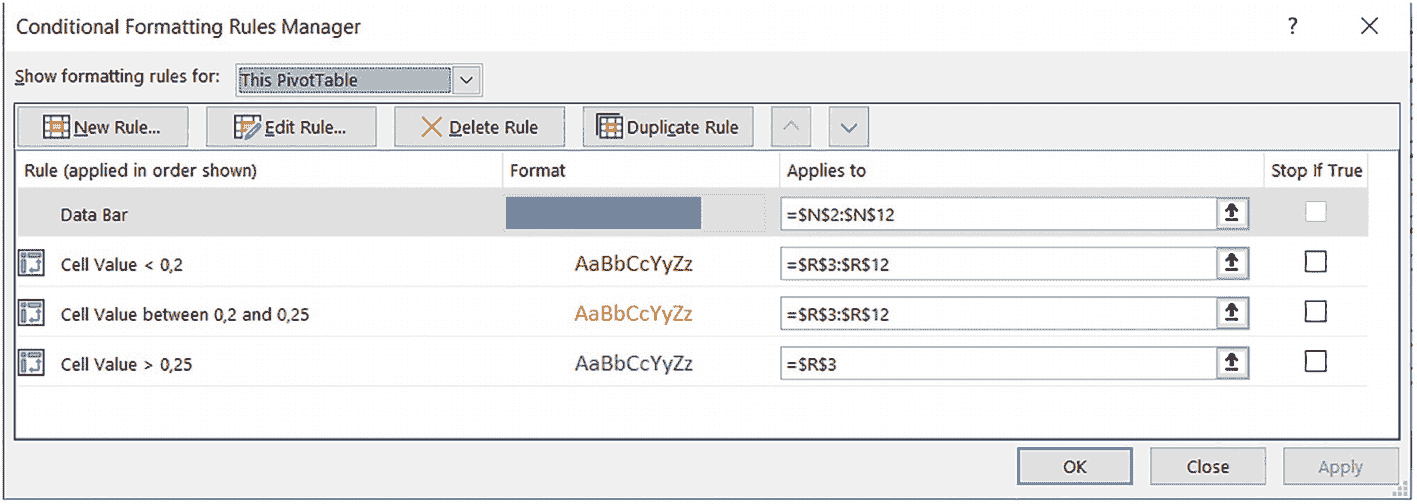 Conditional Formatting Rules Manager ?
Show formatting rules for: This PivotTable
New Rule... Edit Rule... Delete Rule Duplicate Rule
Rule (applied in order shown) Format Applies to Stop If True
Data Bar =$N$2:$N$12
Cell Value < 0,2 AaBbCcYyZz =$R$3:$R$12
Cell Value between 0,2 and 0,25 AaBbCcYyZz =$R$3:$R$12
Cell Value > 0,25 AaBbCcYyZz =$R$3
OK Close Apply